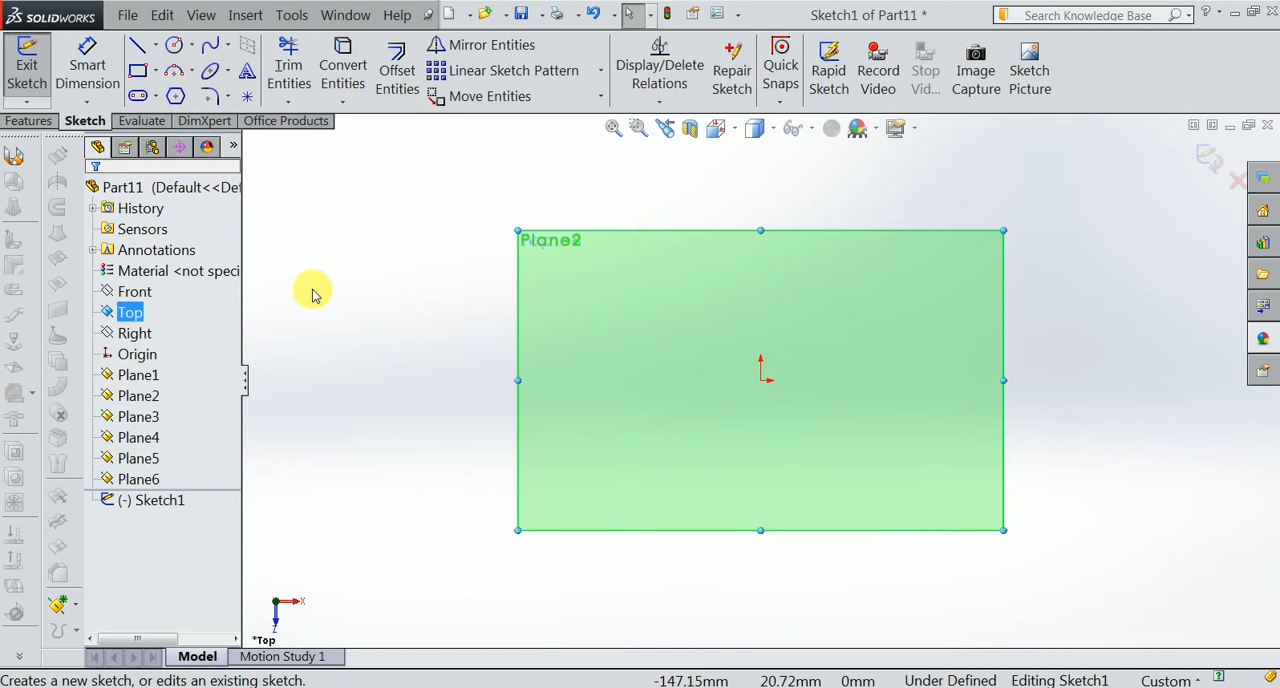 SOLIDWORKS File Edit View Insert Tools Window Help Sketch1 of Part11 * Search Knowledge Base ?
Exit Sketch
Smart Dimension
Trim Entities
Convert Entities
Offset Entities
Mirror Entities
Linear Sketch Pattern
Move Entities
Display/Delete Relations
Repair Sketch
Quick Snaps
Rapid Sketch
Record Video
Stop Vid...
Image Capture
Sketch Picture
Features Sketch Evaluate DimXpert Office Products
Part11 (Default<<De
History
Sensors
Annotations
Material <not speci
Front
Top
Right
Origin
Plane1
Plane2
Plane3
Plane4
Plane5
Plane6
(-) Sketch1
Plane2
X
Z
*Top
Model Motion Study 1
Creates a new sketch, or edits an existing sketch. -147.15mm 20.72mm 0mm Under Defined Editing Sketch1 Custom